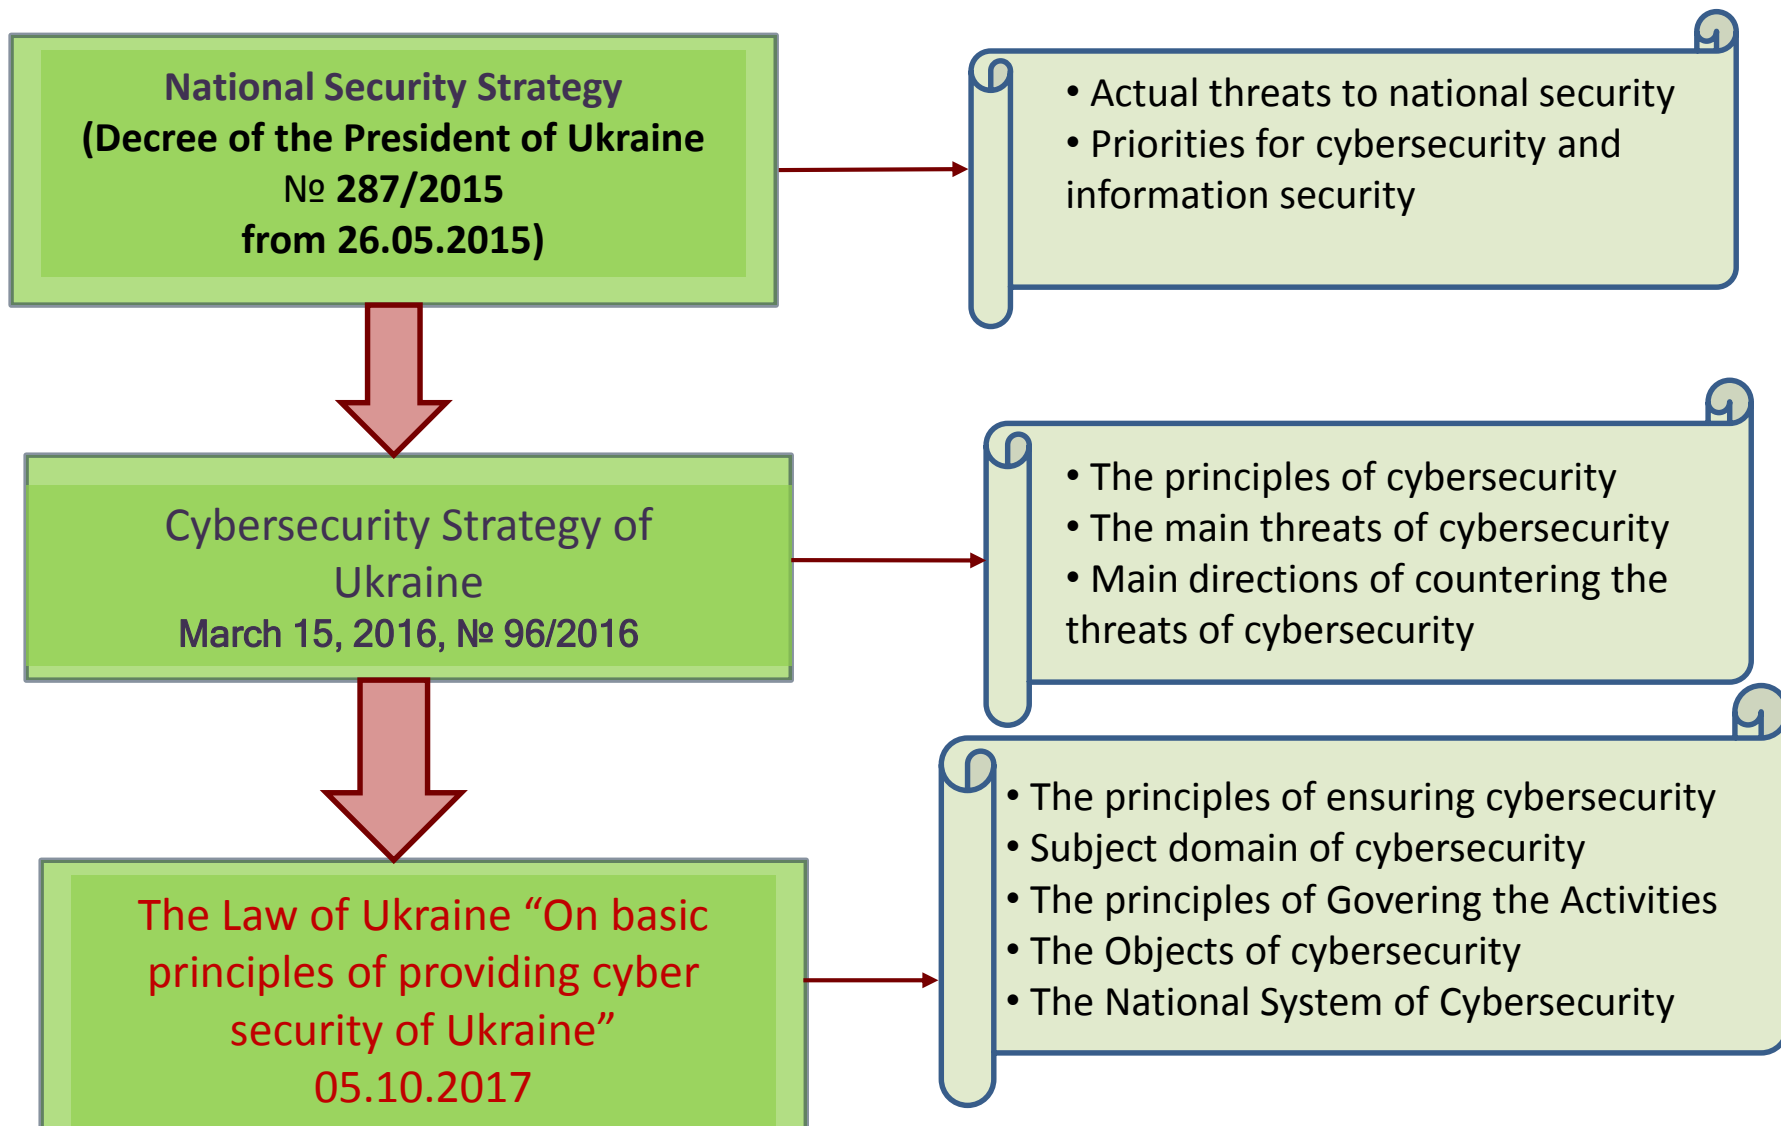 National Security Strategy
(Decree of the President of Ukraine
№ 287/2015
from 26.05.2015)
• Actual threats to national security
• Priorities for cybersecurity and
information security
Cybersecurity Strategy of
Ukraine
March 15, 2016, № 96/2016
• The principles of cybersecurity
• The main threats of cybersecurity
• Main directions of countering the
threats of cybersecurity
The Law of Ukraine “On basic
principles of providing cyber
security of Ukraine”
05.10.2017
• The principles of ensuring cybersecurity
• Subject domain of cybersecurity
• The principles of Govering the Activities
• The Objects of cybersecurity
• The National System of Cybersecurity